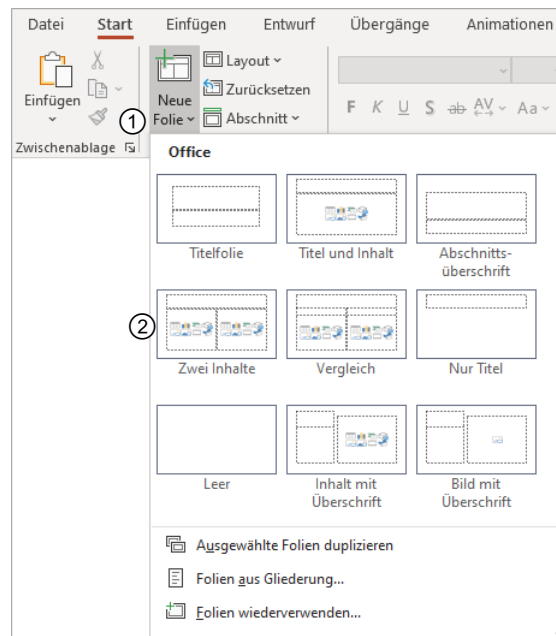 Datei Start Einfügen Entwurf Übergänge Animationen
Layout
Zurücksetzen
Einfügen
Neue
Folie
Abschnitt
1
F K U S ab AV Aa
Zwischenablage
Office
Titelfolie Titel und Inhalt Abschnitts-
überschrift
2
Zwei Inhalte Vergleich Nur Titel
Leer Inhalt mit Bild mit
Überschrift Überschrift
Ausgewählte Folien duplizieren
Folien aus Gliederung...
Folien wiederverwenden...